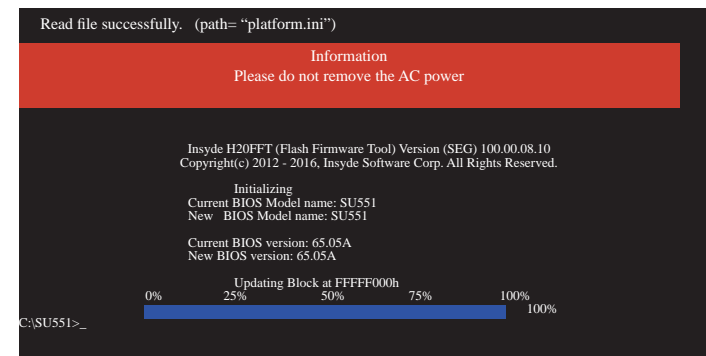 Read file successfully. (path= “platform.ini”)
Information
Please do not remove the AC power
Insyde H20FFT (Flash Firmware Tool) Version (SEG) 100.00.08.10
Copyright(c) 2012 - 2016, Insyde Software Corp. All Rights Reserved.
Initializing
Current BIOS Model name: SU551
New BIOS Model name: SU551
Current BIOS version: 65.05A
New BIOS version: 65.05A
Updating Block at FFFFF000h
0% 25% 50% 75% 100%
100%
C:\SU551>_